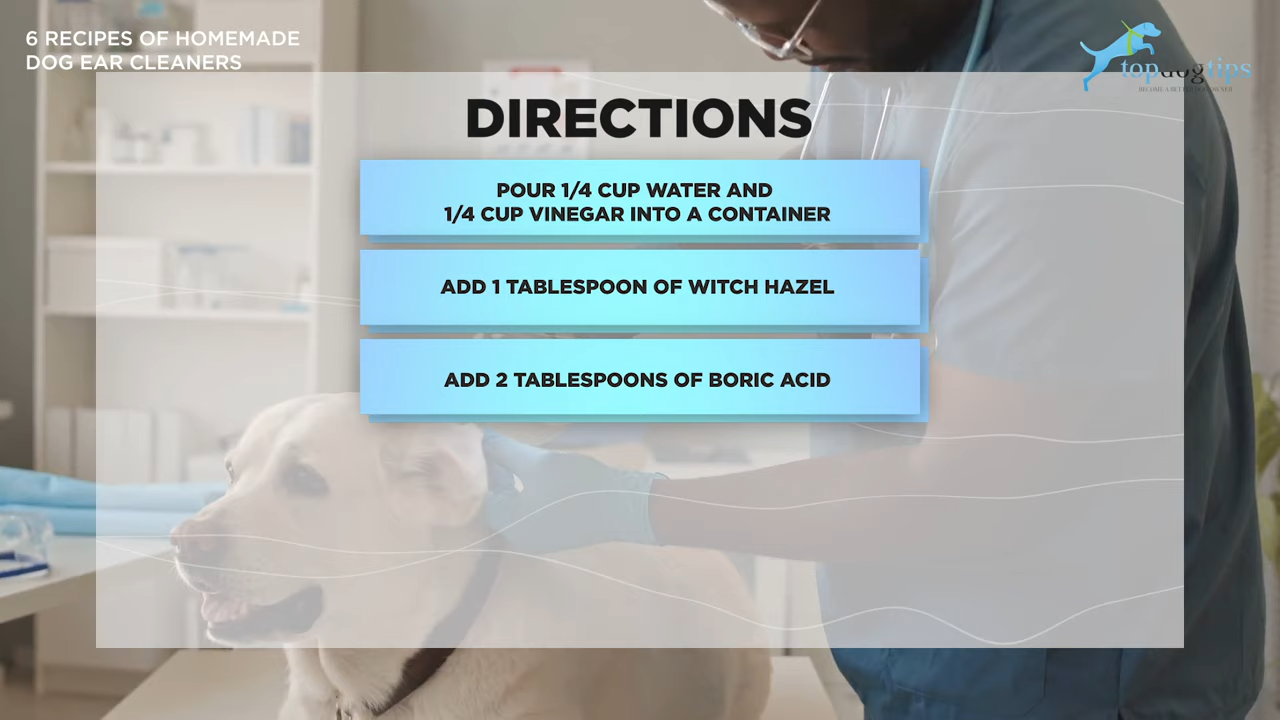 6 RECIPES OF HOMEMADE
DOG EAR CLEANERS
topdogtips
DIRECTIONS
POUR 1/4 CUP WATER AND
1/4 CUP VINEGAR INTO A CONTAINER
ADD 1 TABLESPOON OF WITCH HAZEL
ADD 2 TABLESPOONS OF BORIC ACID